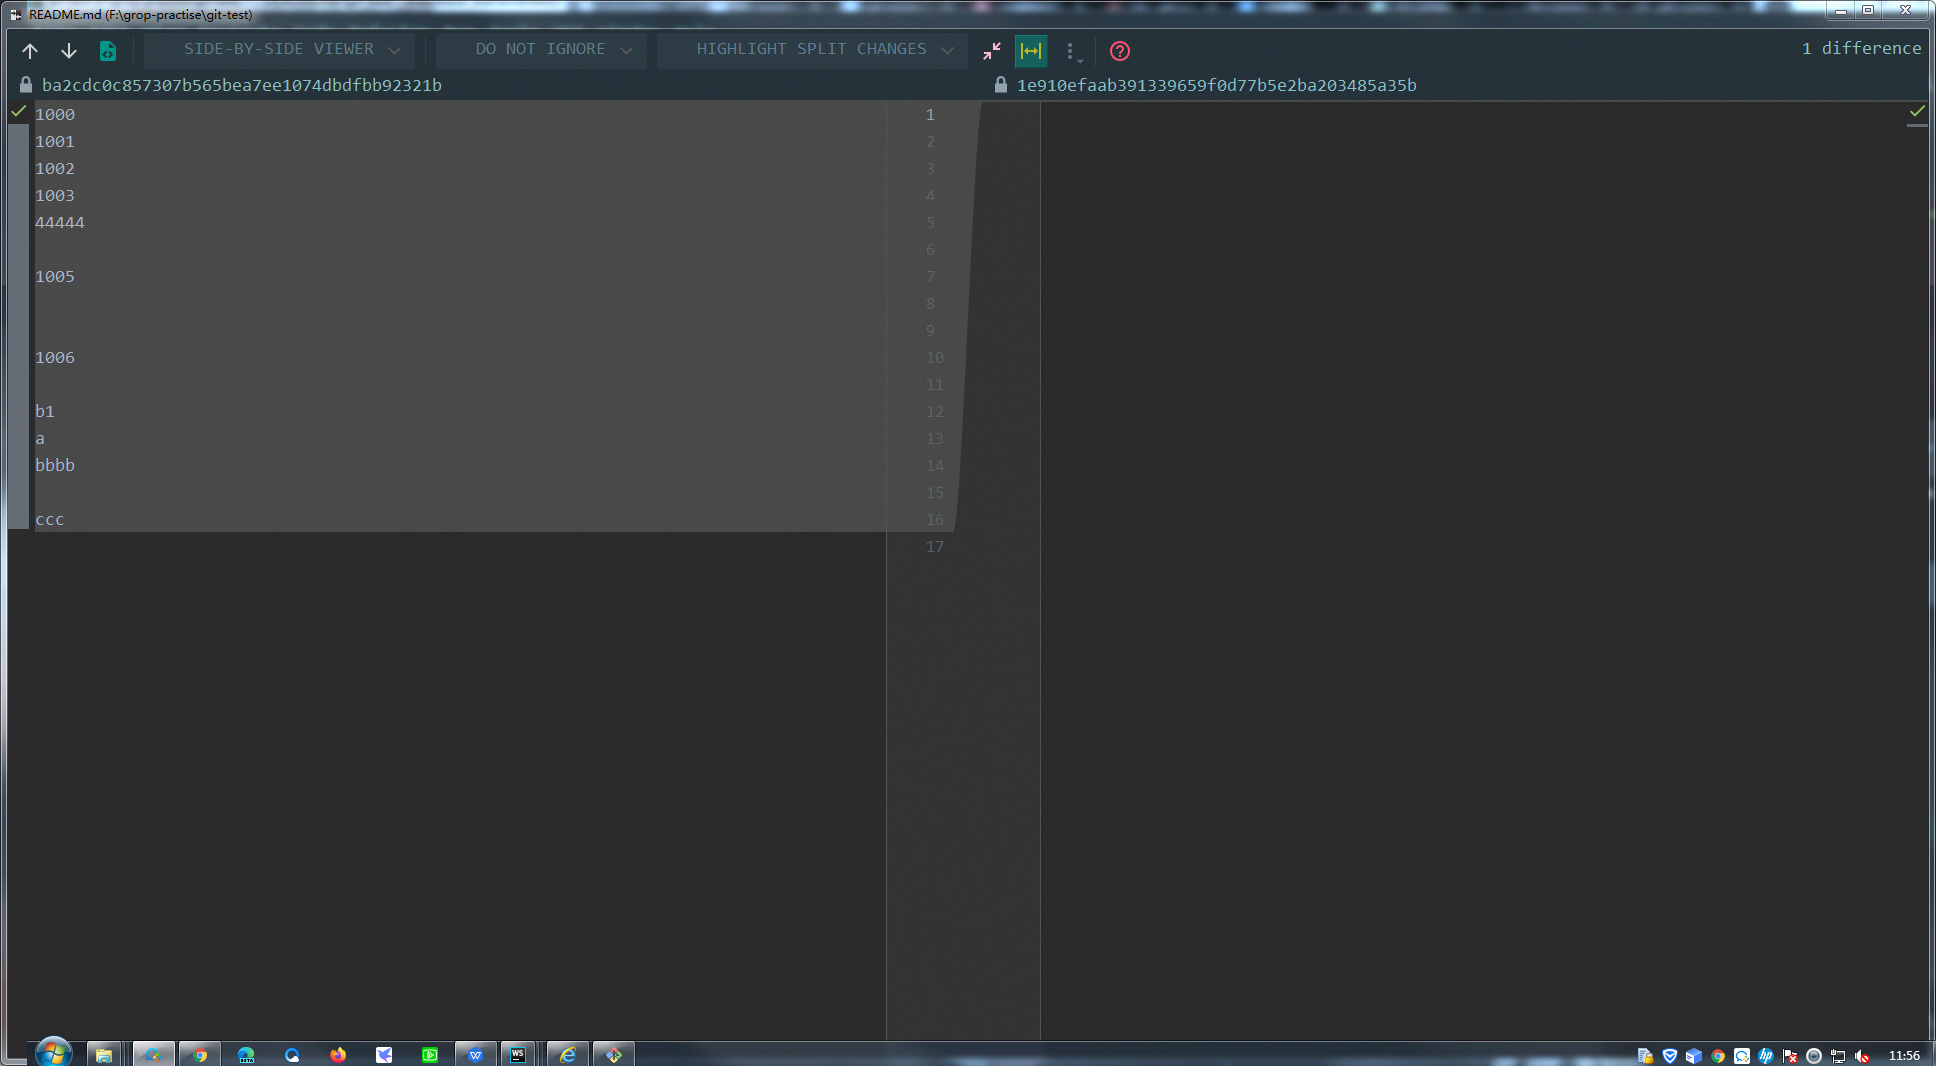 README.md (F:\grop-practise\git-test)
SIDE-BY-SIDE VIEWER DO NOT IGNORE HIGHLIGHT SPLIT CHANGES 1 difference
ba2cdc0c857307b565bea7ee1074dbdfbb92321b 1e910efaab391339659f0d77b5e2ba203485a35b
1000 1
1001 2
1002 3
1003 4
44444 5
6
1005 7
8
9
1006 10
11
b1 12
a 13
bbbb 14
15
ccc 16
17
11:56